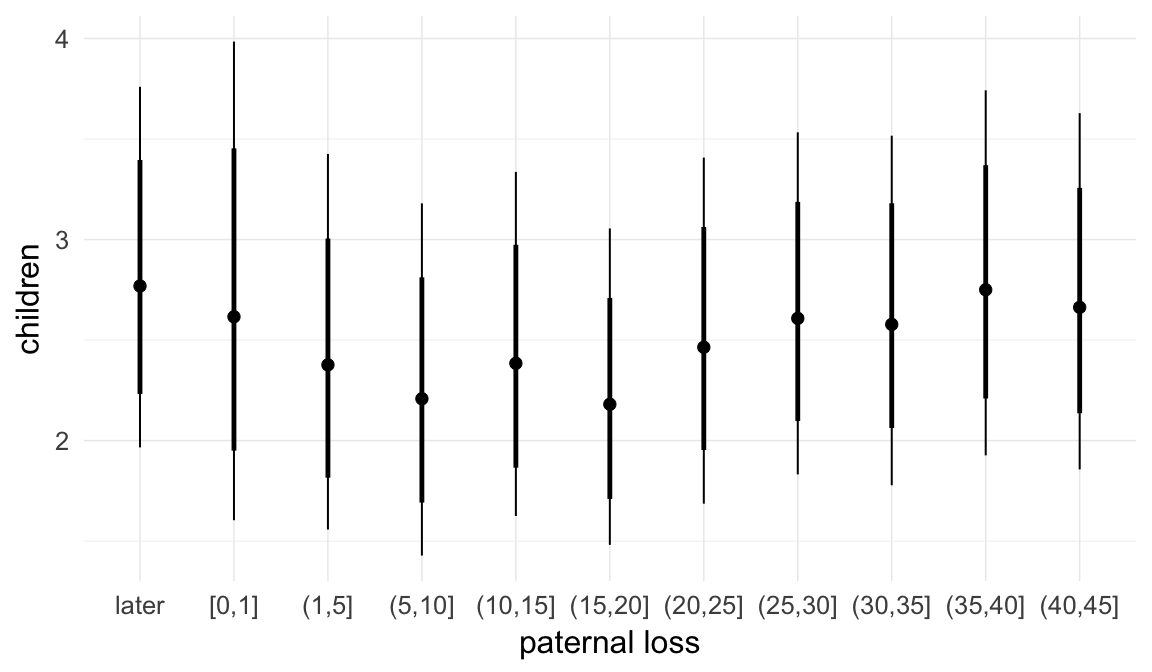 4
3
2
children
later [0,1] (1,5] (5,10] (10,15] (15,20] (20,25] (25,30] (30,35] (35,40] (40,45]
paternal loss